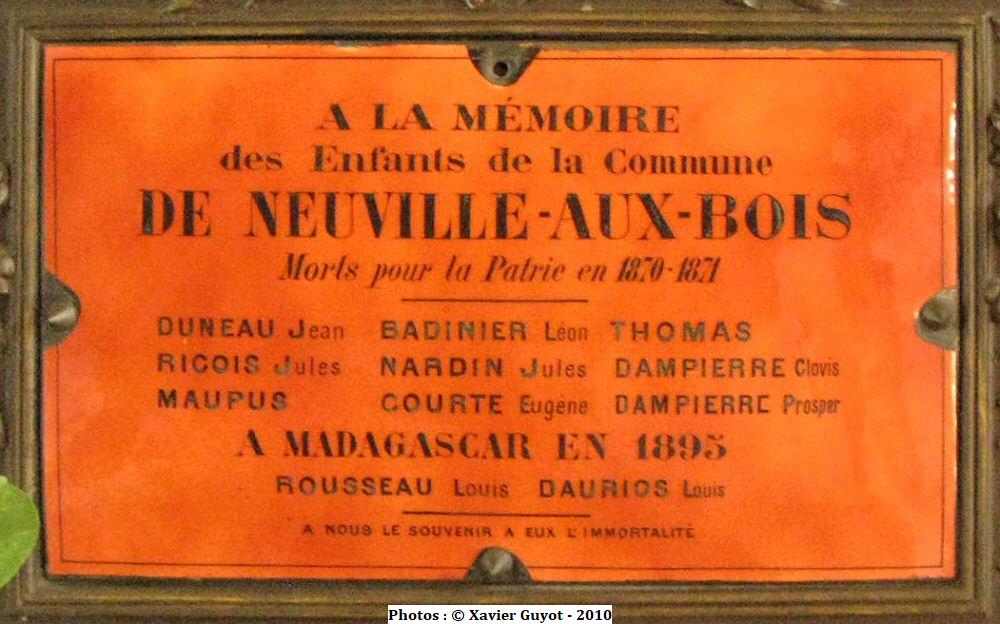 A LA MÉMOIRE
des Enfants de la Commune
DE NEUVILLE-AUX-BOIS
Morts pour la Patrie en 1870-1871
DUNEAU Jean BADINIER Léon THOMAS
RICOIS Jules NARDIN Jules DAMPIERRE Clovis
MAUPUS COURTE Eugène DAMPIERRE Prosper
A MADAGASCAR EN 1895
ROUSSEAU Louis DAURIOS Louis
A NOUS LE SOUVENIR A EUX L'IMMORTALITÉ
Photos : © Xavier Guyot - 2010